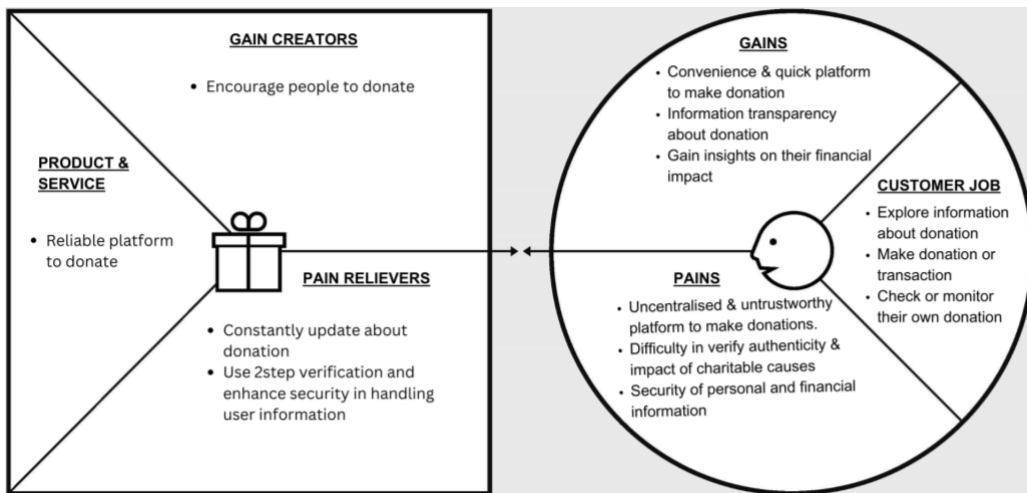 GAIN CREATORS
• Encourage people to donate
PRODUCT &
SERVICE
• Reliable platform
to donate
PAIN RELIEVERS
• Constantly update about
donation
• Use 2step verification and
enhance security in handling
user information
GAINS
• Convenience & quick platform
to make donation
• Information transparency
about donation
• Gain insights on their financial
impact
CUSTOMER JOB
• Explore information
about donation
• Make donation or
transaction
• Check or monitor
their own donation
PAINS
• Uncentralised & untrustworthy
platform to make donations.
• Difficulty in verify authenticity &
impact of charitable causes
• Security of personal and financial
information